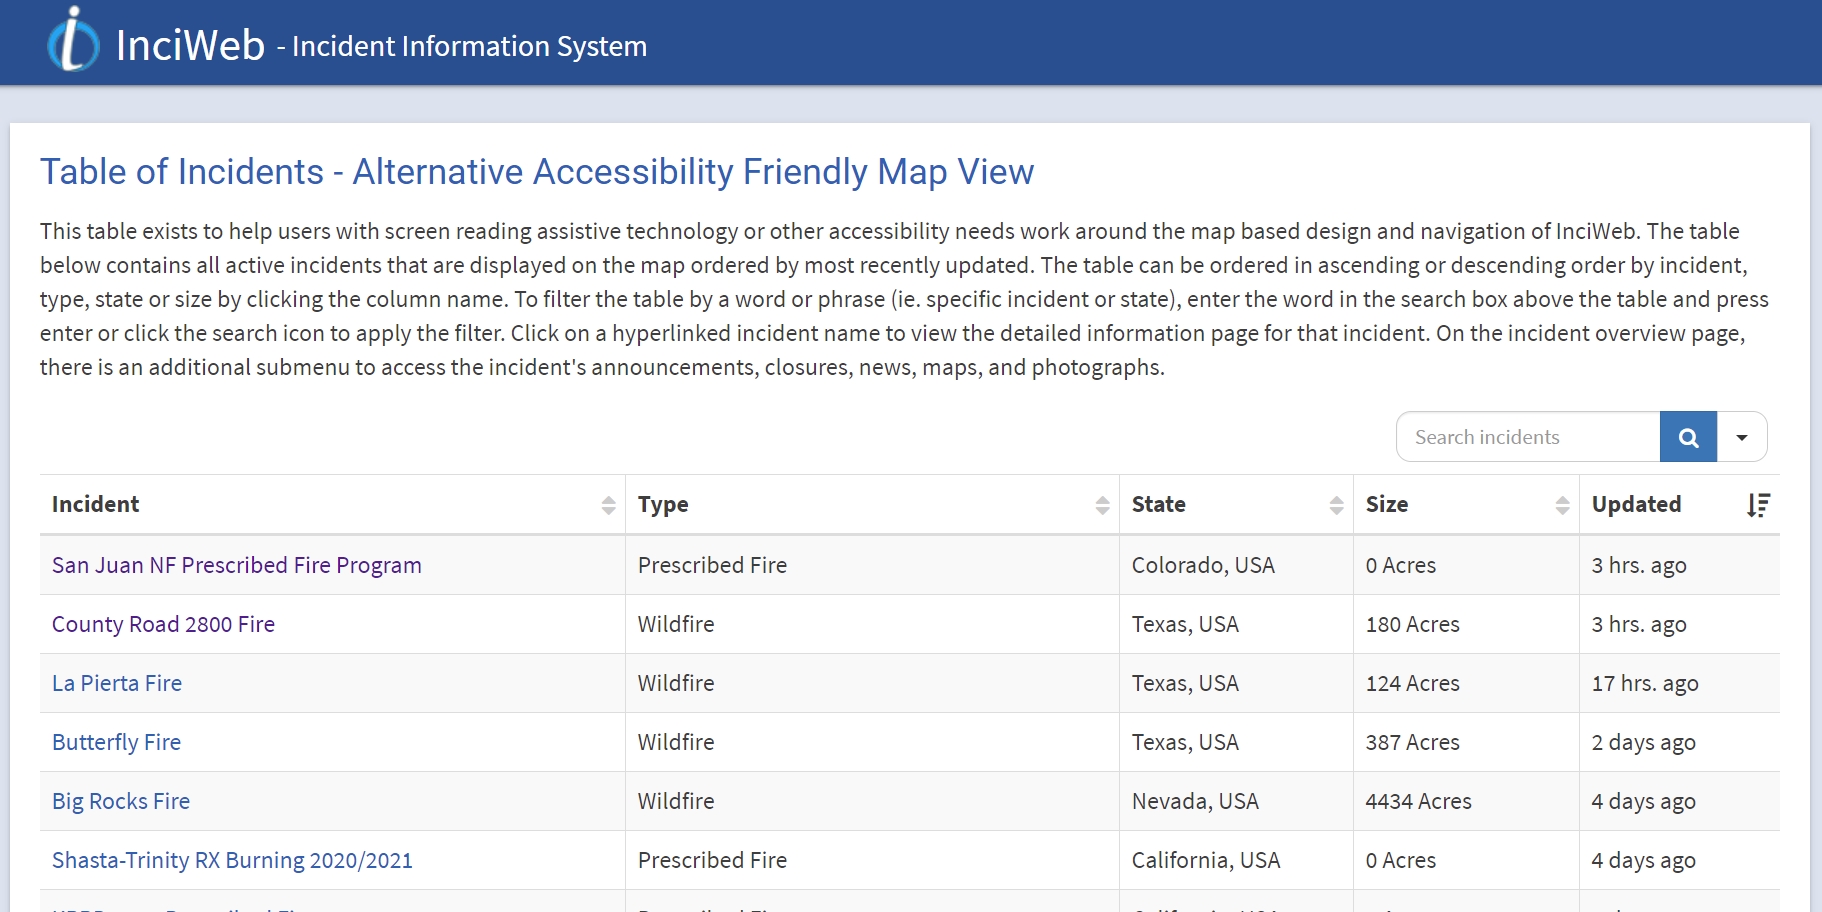 InciWeb - Incident Information System
Table of Incidents - Alternative Accessibility Friendly Map View
This table exists to help users with screen reading assistive technology or other accessibility needs work around the map based design and navigation of InciWeb. The table
below contains all active incidents that are displayed on the map ordered by most recently updated. The table can be ordered in ascending or descending order by incident,
type, state or size by clicking the column name. To filter the table by a word or phrase (ie. specific incident or state), enter the word in the search box above the table and press
enter or click the search icon to apply the filter. Click on a hyperlinked incident name to view the detailed information page for that incident. On the incident overview page,
there is an additional submenu to access the incident's announcements, closures, news, maps, and photographs.
Search incidents
Incident Type State Size Updated
San Juan NF Prescribed Fire Program Prescribed Fire Colorado, USA 0 Acres 3 hrs. ago
County Road 2800 Fire Wildfire Texas, USA 180 Acres 3 hrs. ago
La Pierta Fire Wildfire Texas, USA 124 Acres 17 hrs. ago
Butterfly Fire Wildfire Texas, USA 387 Acres 2 days ago
Big Rocks Fire Wildfire Nevada, USA 4434 Acres 4 days ago
Shasta-Trinity RX Burning 2020/2021 Prescribed Fire California, USA 0 Acres 4 days ago